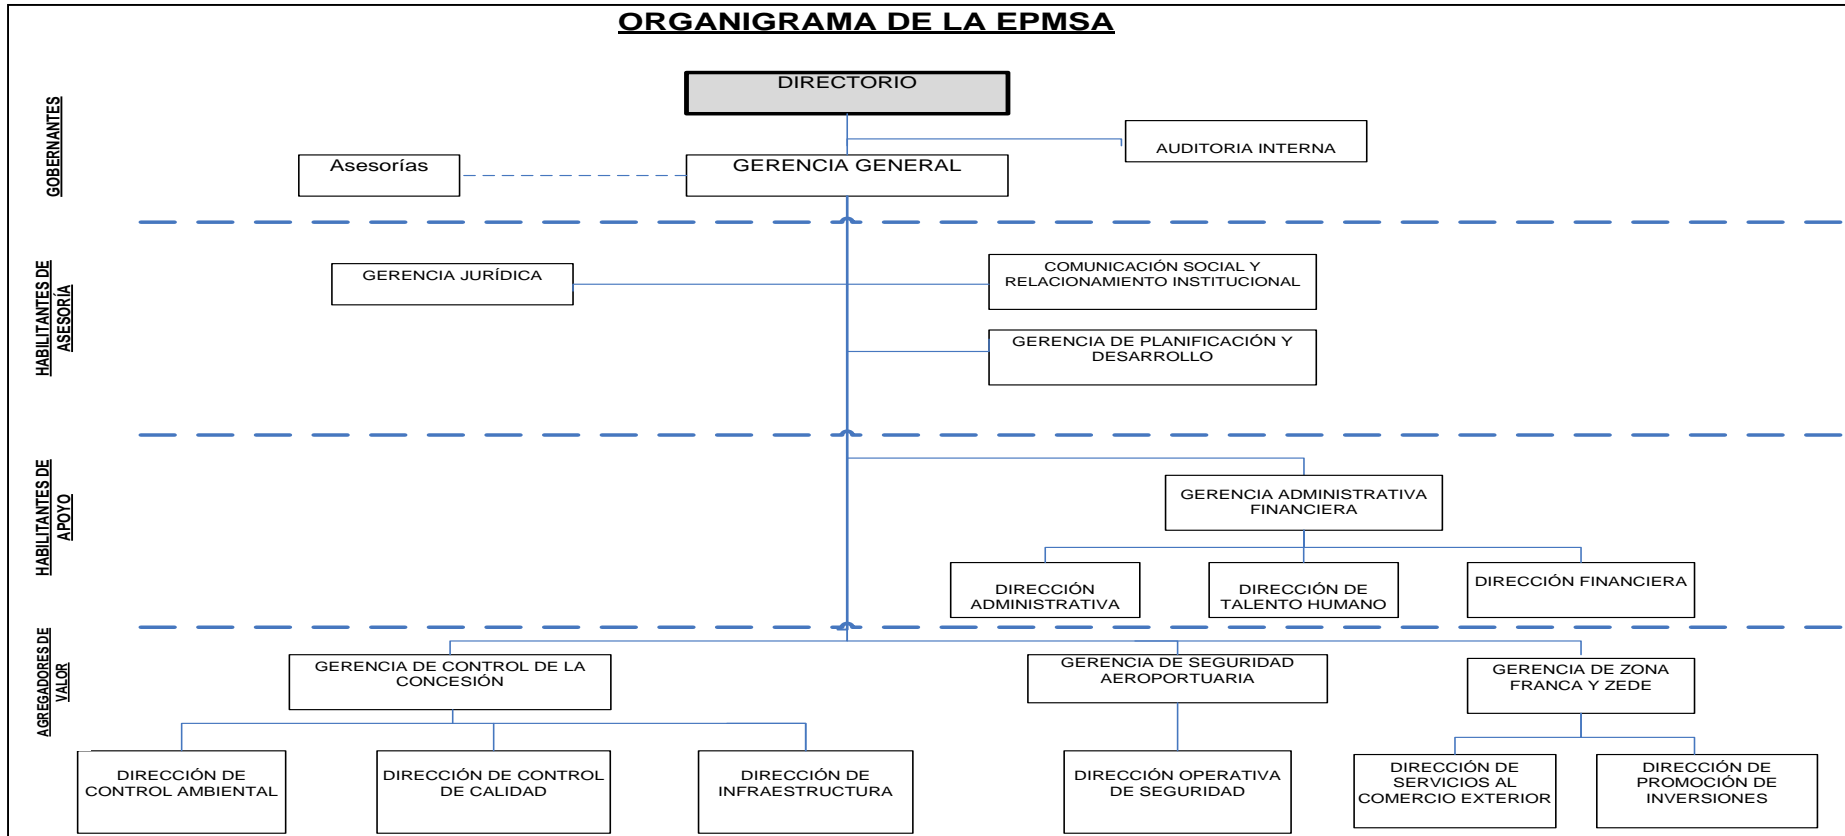 ORGANIGRAMA DE LA EPMSA
GOBERNANTES
DIRECTORIO
AUDITORIA INTERNA
Asesorías
GERENCIA GENERAL
HABILITANTES DE
ASESORÍA
GERENCIA JURÍDICA
COMUNICACIÓN SOCIAL Y
RELACIONAMIENTO INSTITUCIONAL
GERENCIA DE PLANIFICACIÓN Y
DESARROLLO
HABILITANTES DE
APOYO
GERENCIA ADMINISTRATIVA
FINANCIERA
DIRECCIÓN
ADMINISTRATIVA
DIRECCIÓN DE
TALENTO HUMANO
DIRECCIÓN FINANCIERA
AGREGADORES DE
VALOR
GERENCIA DE CONTROL DE LA
CONCESIÓN
GERENCIA DE SEGURIDAD
AEROPORTUARIA
GERENCIA DE ZONA
FRANCA Y ZEDE
DIRECCIÓN DE
CONTROL AMBIENTAL
DIRECCIÓN DE CONTROL
DE CALIDAD
DIRECCIÓN DE
INFRAESTRUCTURA
DIRECCIÓN OPERATIVA
DE SEGURIDAD
DIRECCIÓN DE
SERVICIOS AL
COMERCIO EXTERIOR
DIRECCIÓN DE
PROMOCIÓN DE
INVERSIONES